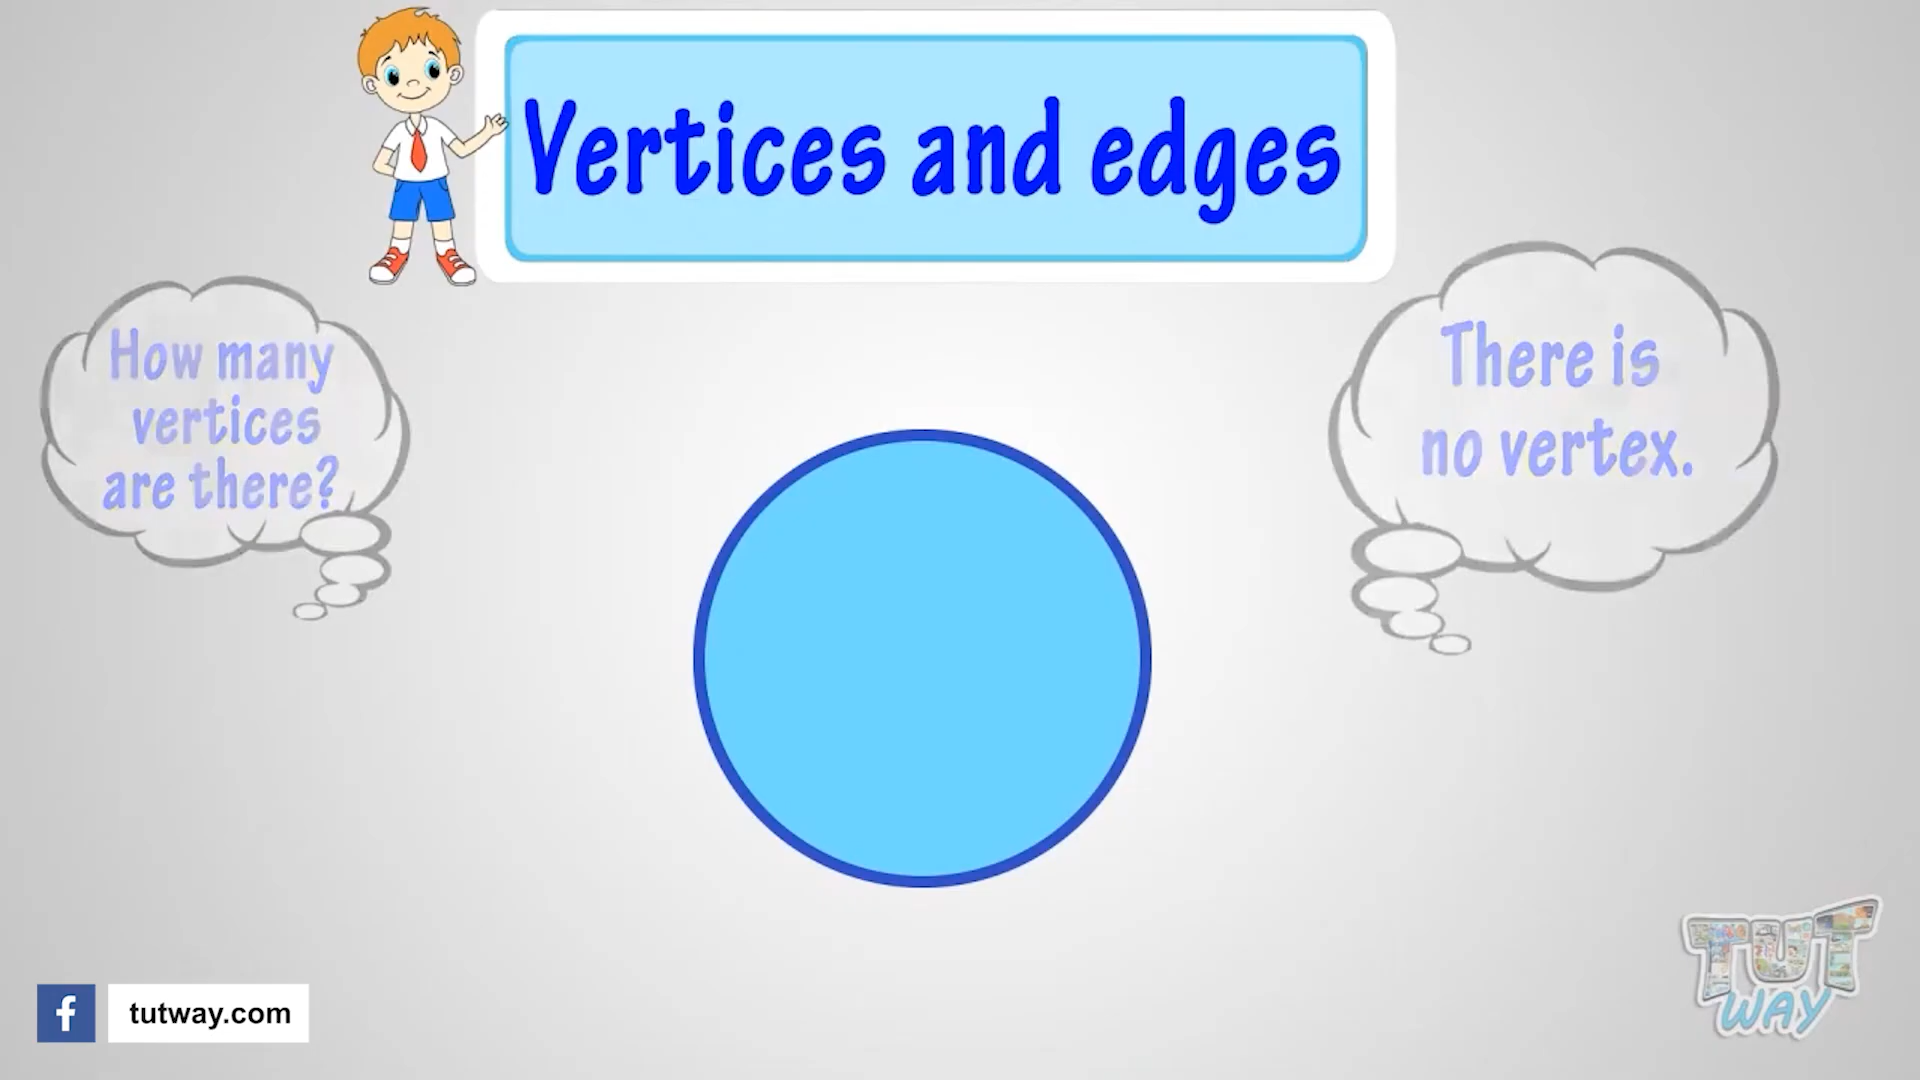 Vertices and edges
How many
vertices
are there?
There is
no vertex.
TUT
WAY
f
tutway.com